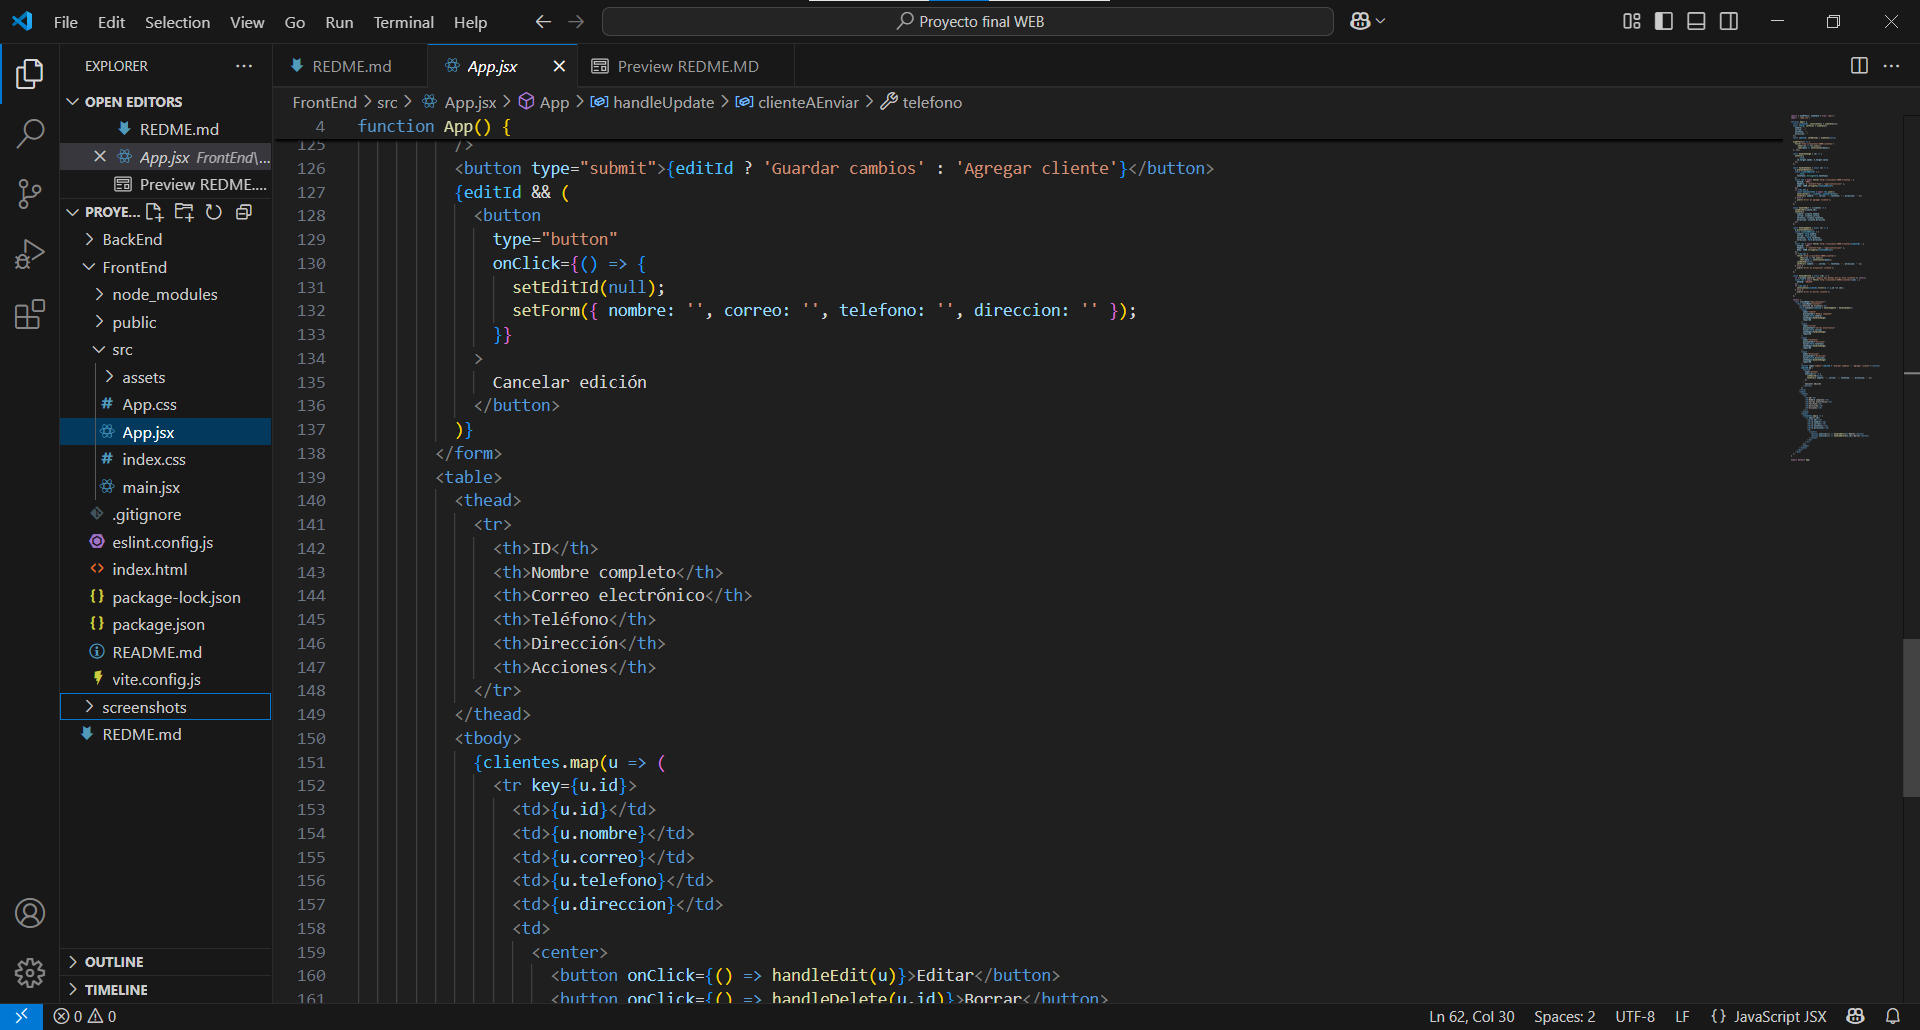 File Edit Selection View Go Run Terminal Help
Proyecto final WEB
EXPLORER
OPEN EDITORS
REDME.md
App.jsx FrontEnd\...
Preview REDME....
PROYE...
BackEnd
FrontEnd
node_modules
public
src
assets
App.css
App.jsx
index.css
main.jsx
.gitignore
eslint.config.js
index.html
package-lock.json
package.json
README.md
vite.config.js
screenshots
REDME.md
OUTLINE
TIMELINE
REDME.md App.jsx Preview REDME.MD
FrontEnd > src > App.jsx > App > handleUpdate > clienteAEnviar > telefono
4 function App() {
125 />
126 <button type="submit">{editId ? 'Guardar cambios' : 'Agregar cliente'}</button>
127 {editId && (
128 <button
129 type="button"
130 onClick={() => {
131 setEditId(null);
132 setForm({ nombre: '', correo: '', telefono: '', direccion: '' });
133 }}
134 >
135 Cancelar edición
136 </button>
137 )}
138 </form>
139 <table>
140 <thead>
141 <tr>
142 <th>ID</th>
143 <th>Nombre completo</th>
144 <th>Correo electrónico</th>
145 <th>Teléfono</th>
146 <th>Dirección</th>
147 <th>Acciones</th>
148 </tr>
149 </thead>
150 <tbody>
151 {clientes.map(u => (
152 <tr key={u.id}>
153 <td>{u.id}</td>
154 <td>{u.nombre}</td>
155 <td>{u.correo}</td>
156 <td>{u.telefono}</td>
157 <td>{u.direccion}</td>
158 <td>
159 <center>
160 <button onClick={() => handleEdit(u)}>Editar</button>
161 <button onClick={() => handleDelete(u.id)}>Borrar</button>
0 0
Ln 62, Col 30 Spaces: 2 UTF-8 LF {} JavaScript JSX